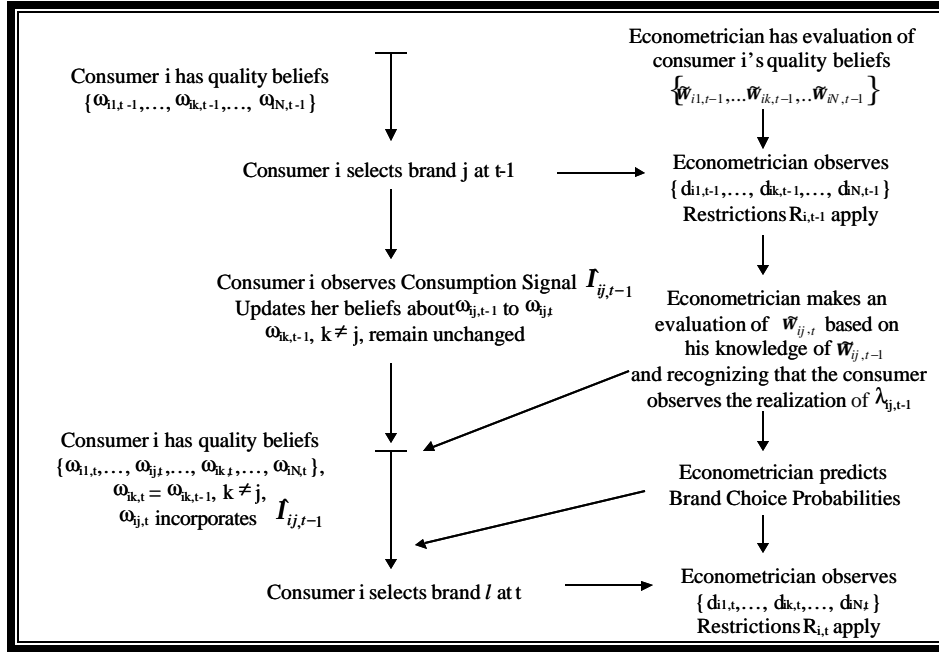 Consumer i has quality beliefs
{ωi1,t-1,…, ωik,t-1,…, ωiN,t-1}
Econometrician has evaluation of
consumer i's quality beliefs
{w̃i1,t−1,...w̃ik,t−1,..w̃iN,t−1}
Consumer i selects brand j at t-1
Econometrician observes
{di1,t-1,…, dik,t-1,…, diN,t-1}
Restrictions Ri,t-1 apply
Consumer i observes Consumption Signal Îij,t−1
Updates her beliefs about ωij,t-1 to ωij,t
ωik,t-1, k ≠ j, remain unchanged
Econometrician makes an
evaluation of w̃ij,t based on
his knowledge of w̃ij,t−1
and recognizing that the consumer
observes the realization of λij,t-1
Consumer i has quality beliefs
{ωi1,t,…, ωij,t,…, ωik,t,…, ωiN,t},
ωik,t = ωik,t-1, k ≠ j,
ωij,t incorporates Îij,t−1
Econometrician predicts
Brand Choice Probabilities
Consumer i selects brand l at t
Econometrician observes
{di1,t,…, dik,t,…, diN,t}
Restrictions Ri,t apply